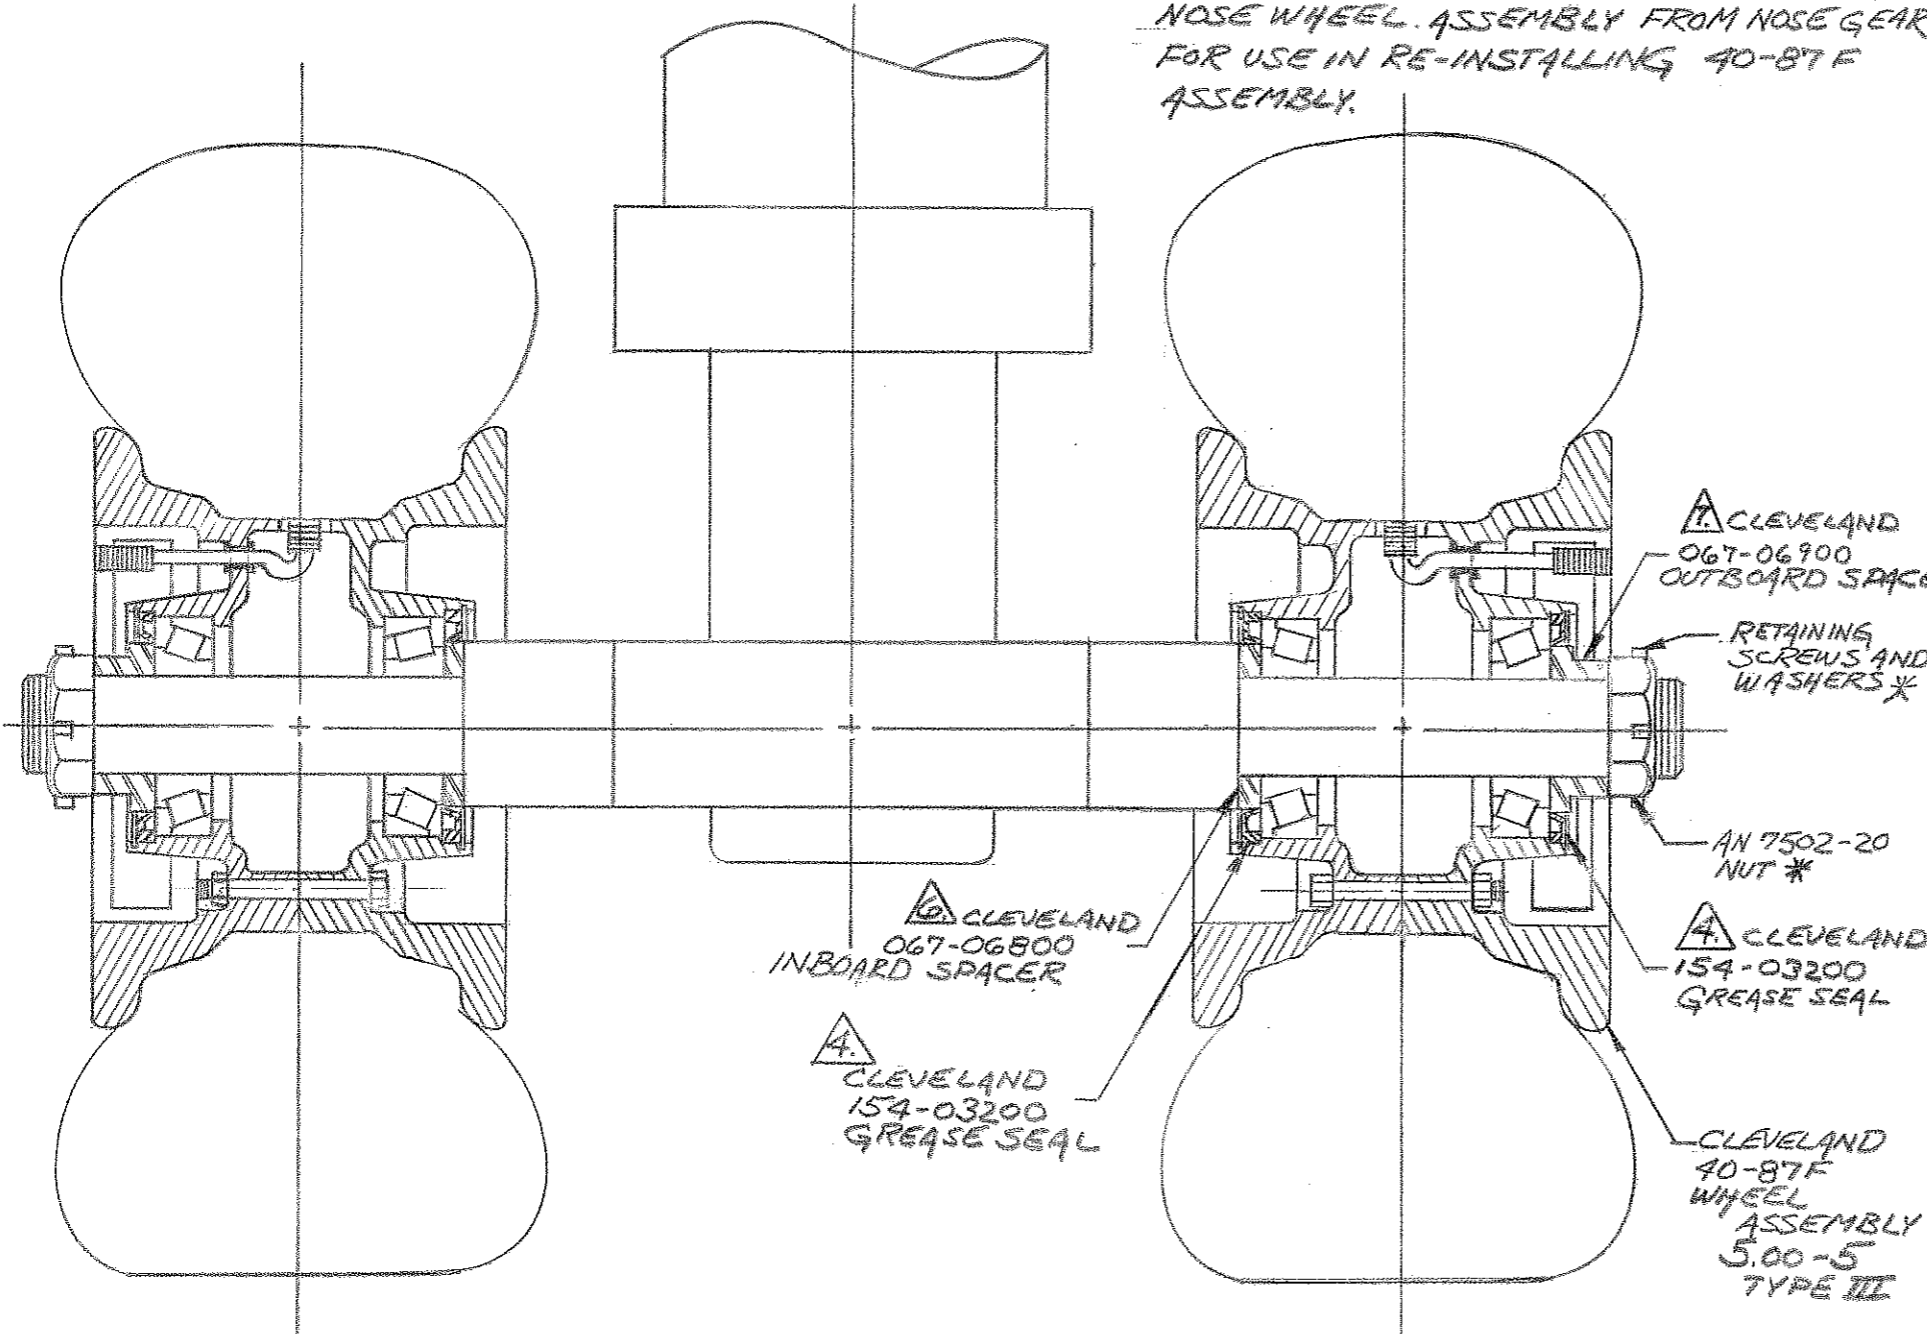 NOSE WHEEL. ASSEMBLY FROM NOSE GEAR
FOR USE IN RE-INSTALLING 40-87F
ASSEMBLY.
7. CLEVELAND
067-06900
OUTBOARD SPACE
RETAINING
SCREWS AND
WASHERS *
AN 7502-20
NUT *
6. CLEVELAND
067-06800
INBOARD SPACER
4. CLEVELAND
154-03200
GREASE SEAL
4.
CLEVELAND
154-03200
GREASE SEAL
CLEVELAND
40-87F
WHEEL
ASSEMBLY
5.00-5
TYPE III